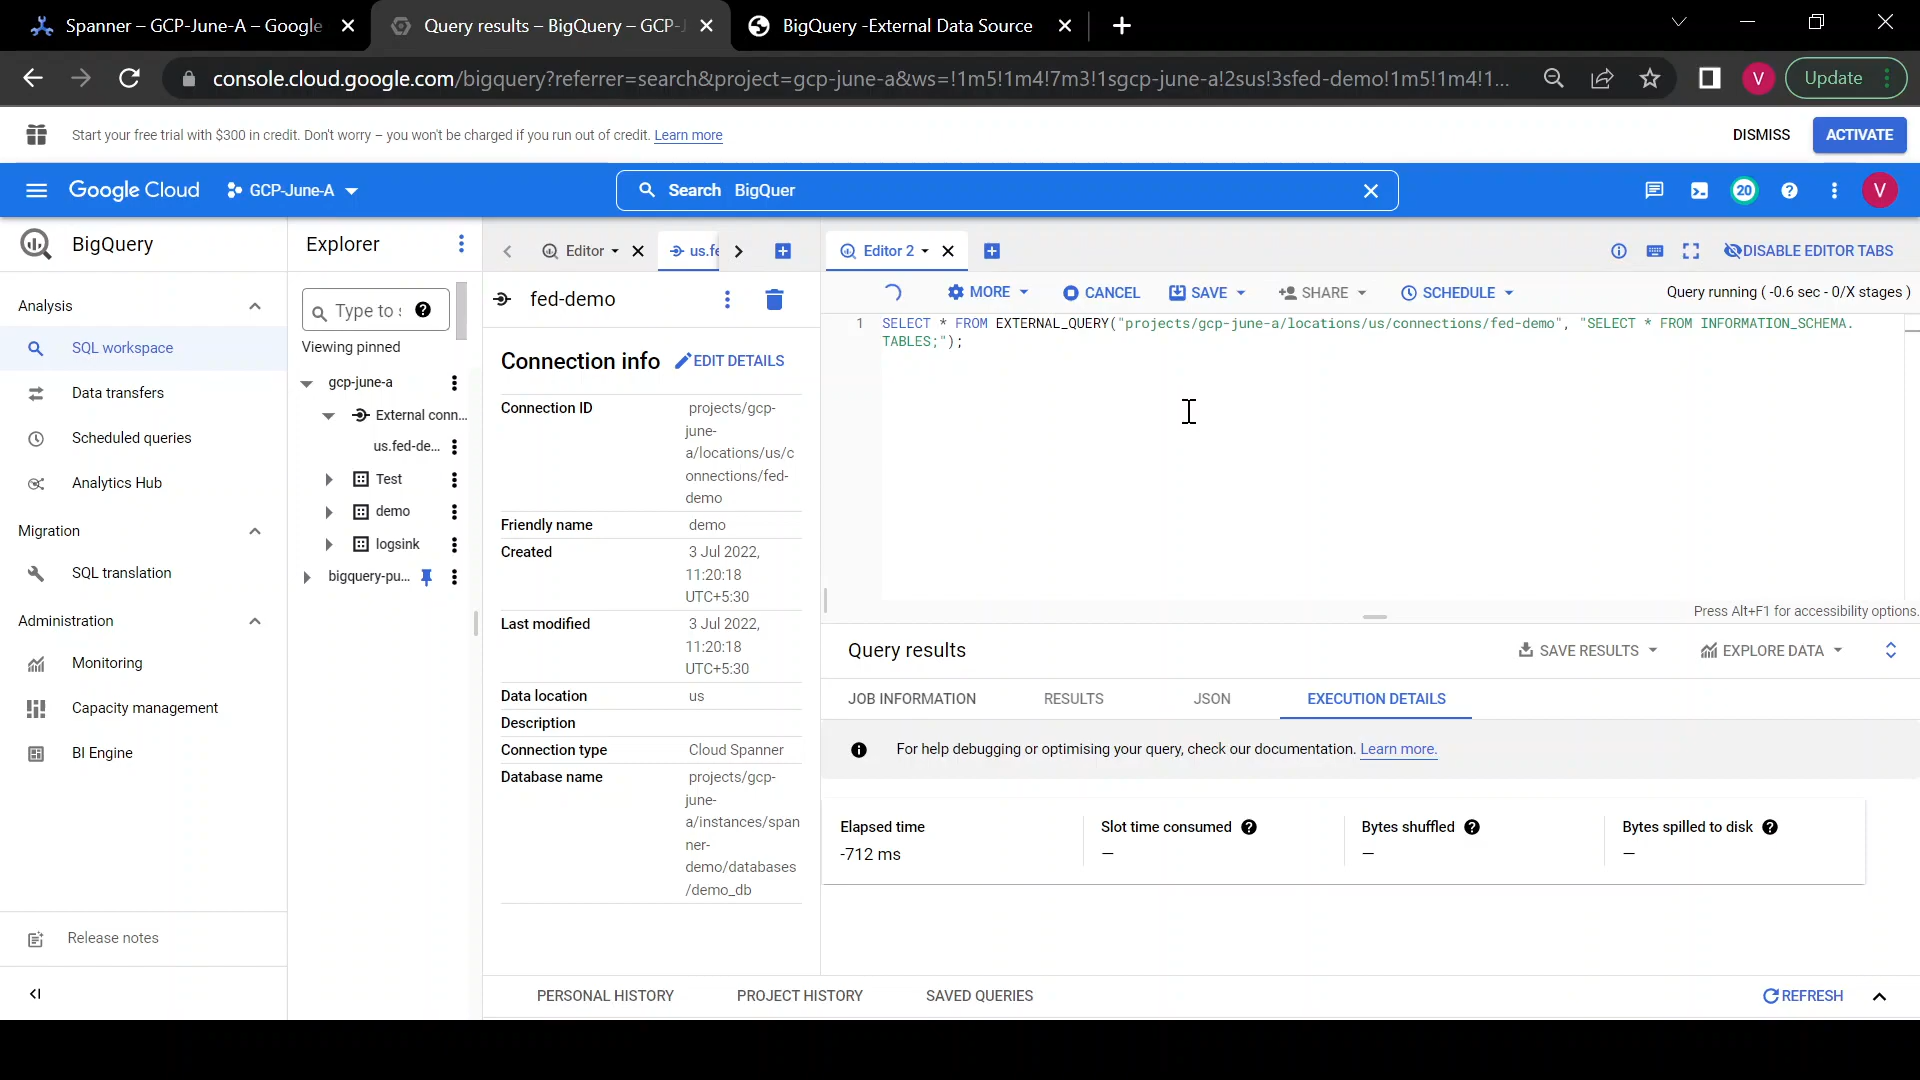 Spanner – GCP-June-A – Google
Query results – BigQuery – GCP-J
BigQuery -External Data Source
console.cloud.google.com/bigquery?referrer=search&project=gcp-june-a&ws=!1m5!1m4!7m3!1sgcp-june-a!2sus!3sfed-demo!1m5!1m4!1...
V
Update
Start your free trial with $300 in credit. Don't worry – you won't be charged if you run out of credit. Learn more
DISMISS
ACTIVATE
Google Cloud
GCP-June-A
Search BigQuer
20
V
BigQuery
Analysis
SQL workspace
Data transfers
Scheduled queries
Analytics Hub
Migration
SQL translation
Administration
Monitoring
Capacity management
BI Engine
Release notes
Explorer
Type to s
Viewing pinned
gcp-june-a
External conn...
us.fed-de...
Test
demo
logsink
bigquery-pu...
Editor
us.fe
fed-demo
Connection info
EDIT DETAILS
Connection ID
projects/gcp-
june-
a/locations/us/c
onnections/fed-
demo
Friendly name
demo
Created
3 Jul 2022,
11:20:18
UTC+5:30
Last modified
3 Jul 2022,
11:20:18
UTC+5:30
Data location
us
Description
Connection type
Cloud Spanner
Database name
projects/gcp-
june-
a/instances/span
ner-
demo/databases
/demo_db
Editor 2
DISABLE EDITOR TABS
MORE
CANCEL
SAVE
SHARE
SCHEDULE
Query running ( -0.6 sec - 0/X stages )
1 SELECT * FROM EXTERNAL_QUERY("projects/gcp-june-a/locations/us/connections/fed-demo", "SELECT * FROM INFORMATION_SCHEMA.
TABLES;");
Press Alt+F1 for accessibility options.
Query results
SAVE RESULTS
EXPLORE DATA
JOB INFORMATION
RESULTS
JSON
EXECUTION DETAILS
For help debugging or optimising your query, check our documentation. Learn more.
Elapsed time
-712 ms
Slot time consumed
—
Bytes shuffled
—
Bytes spilled to disk
—
PERSONAL HISTORY
PROJECT HISTORY
SAVED QUERIES
REFRESH